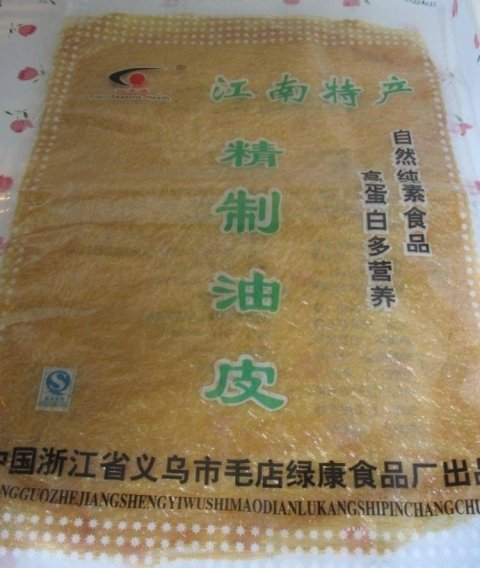 江南特产
精制油皮
自然纯素食品
高蛋白多营养
中国浙江省义乌市毛店绿康食品厂出品
NGGUOZHEJIANGSHENGYIWUSHIMAODIANLUKANGSHIPINCHANGCHU